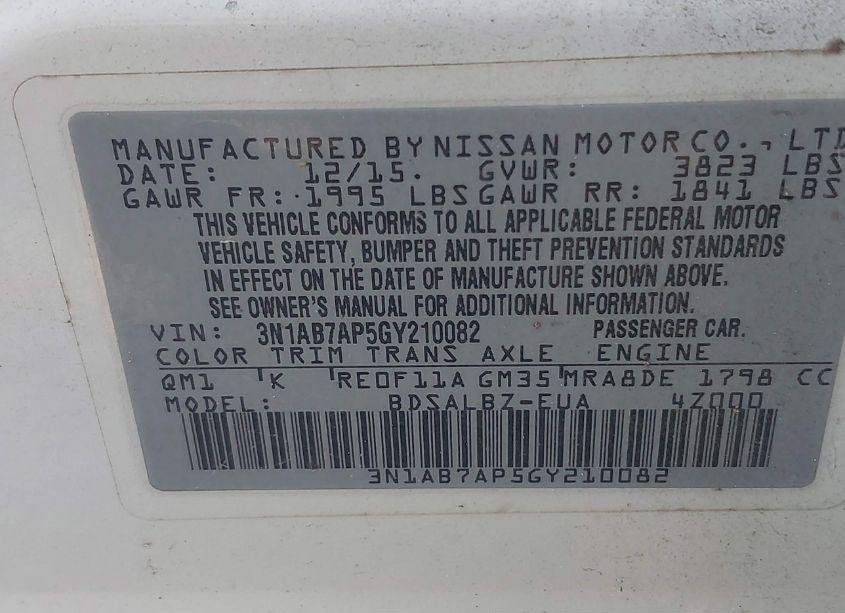 MANUFACTURED BY NISSAN MOTOR CO., LTD
DATE: 12/15. GVWR: 3823 LBS
GAWR FR: 1995 LBS GAWR RR: 1841 LBS
THIS VEHICLE CONFORMS TO ALL APPLICABLE FEDERAL MOTOR
VEHICLE SAFETY, BUMPER AND THEFT PREVENTION STANDARDS
IN EFFECT ON THE DATE OF MANUFACTURE SHOWN ABOVE.
SEE OWNER'S MANUAL FOR ADDITIONAL INFORMATION.
VIN: 3N1AB7AP5GY210082 PASSENGER CAR.
COLOR TRIM TRANS AXLE ENGINE
QM1 K RE0F11A GM35 MRA8DE 1798 CC
MODEL: BDSALBZ-EUA 4Z000
3N1AB7AP5GY210082